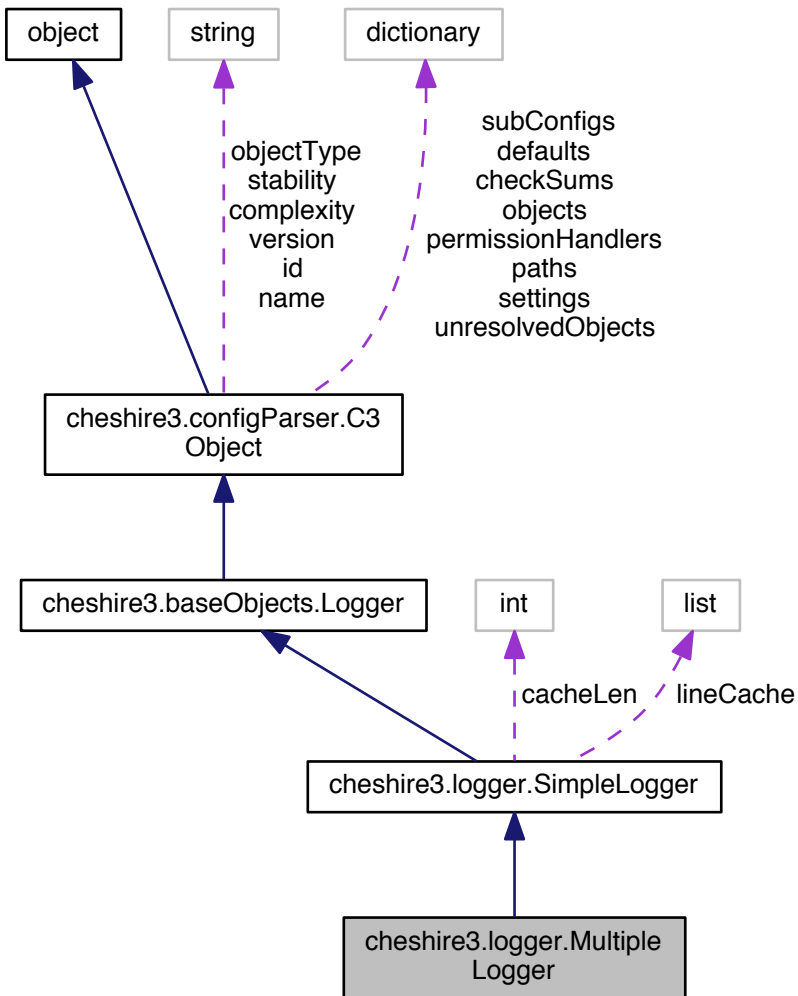 object
string
dictionary
objectType
stability
complexity
version
id
name
subConfigs
defaults
checkSums
objects
permissionHandlers
paths
settings
unresolvedObjects
cheshire3.configParser.C3
Object
cheshire3.baseObjects.Logger
int
list
cacheLen
lineCache
cheshire3.logger.SimpleLogger
cheshire3.logger.Multiple
Logger